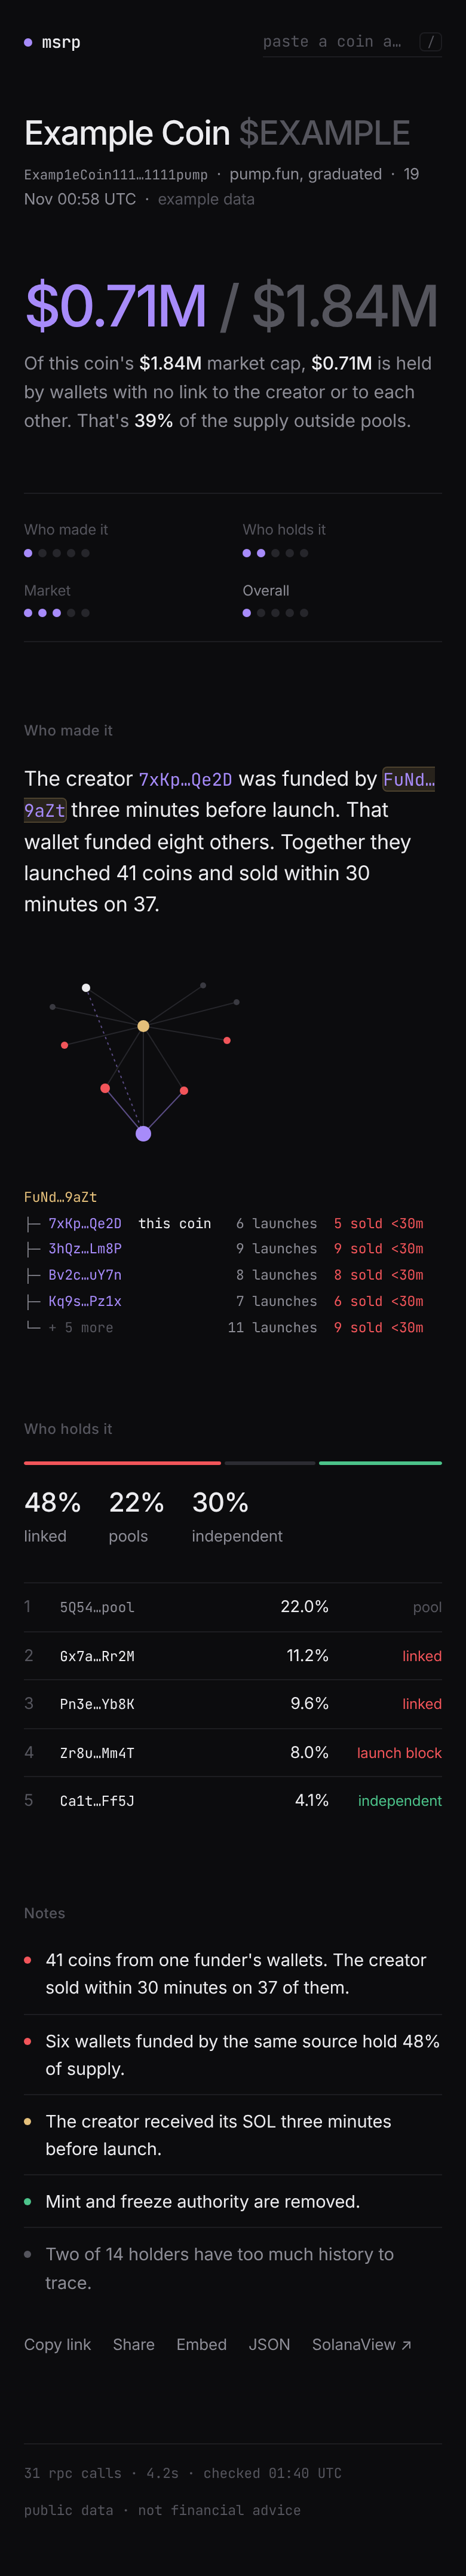 msrp
paste a coin a… /
Example Coin $EXAMPLE
Examp1eCoin111…1111pump · pump.fun, graduated · 19
Nov 00:58 UTC · example data
$0.71M / $1.84M
Of this coin's $1.84M market cap, $0.71M is held
by wallets with no link to the creator or to each
other. That's 39% of the supply outside pools.
Who made it
Who holds it
Market
Overall
Who made it
The creator 7xKp…Qe2D was funded by FuNd…
9aZt three minutes before launch. That
wallet funded eight others. Together they
launched 41 coins and sold within 30
minutes on 37.
FuNd…9aZt
├─ 7xKp…Qe2D this coin 6 launches 5 sold <30m
├─ 3hQz…Lm8P 9 launches 9 sold <30m
├─ Bv2c…uY7n 8 launches 8 sold <30m
├─ Kq9s…Pz1x 7 launches 6 sold <30m
└─ + 5 more 11 launches 9 sold <30m
Who holds it
48% 22% 30%
linked pools independent
1 5Q54…pool 22.0% pool
2 Gx7a…Rr2M 11.2% linked
3 Pn3e…Yb8K 9.6% linked
4 Zr8u…Mm4T 8.0% launch block
5 Ca1t…Ff5J 4.1% independent
Notes
41 coins from one funder's wallets. The creator
sold within 30 minutes on 37 of them.
Six wallets funded by the same source hold 48%
of supply.
The creator received its SOL three minutes
before launch.
Mint and freeze authority are removed.
Two of 14 holders have too much history to
trace.
Copy link Share Embed JSON SolanaView ↗
31 rpc calls · 4.2s · checked 01:40 UTC
public data · not financial advice